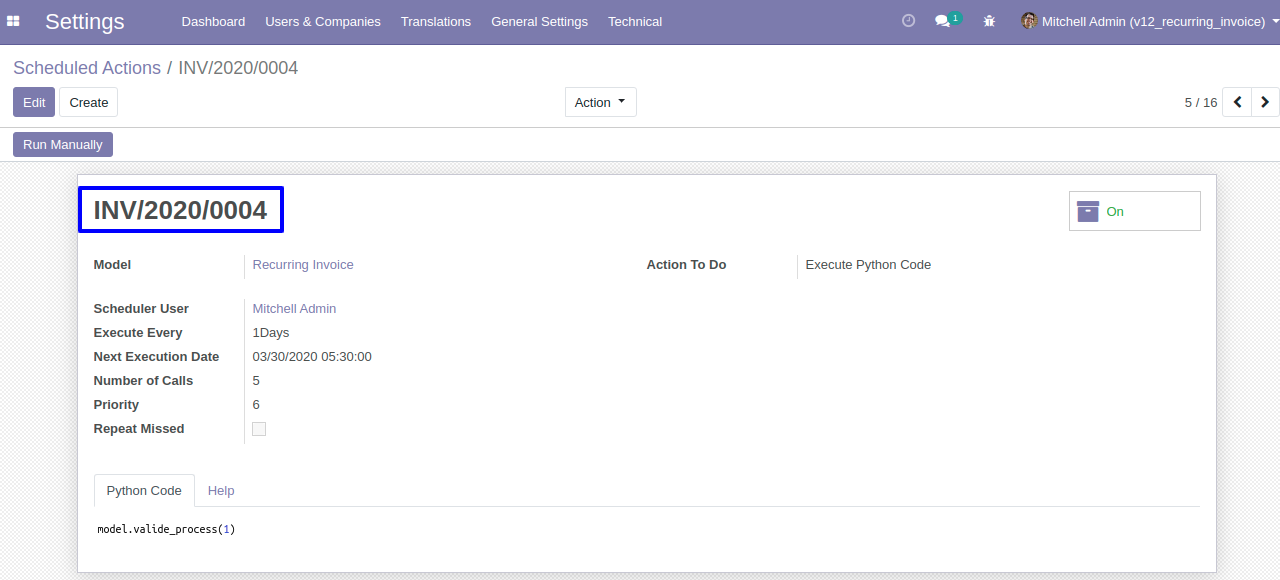 Settings Dashboard Users & Companies Translations General Settings Technical 1 Mitchell Admin (v12_recurring_invoice)
Scheduled Actions / INV/2020/0004
Edit Create Action 5 / 16
Run Manually
INV/2020/0004
On
Model Recurring Invoice Action To Do Execute Python Code
Scheduler User Mitchell Admin
Execute Every 1Days
Next Execution Date 03/30/2020 05:30:00
Number of Calls 5
Priority 6
Repeat Missed
Python Code Help
model.valide_process(1)